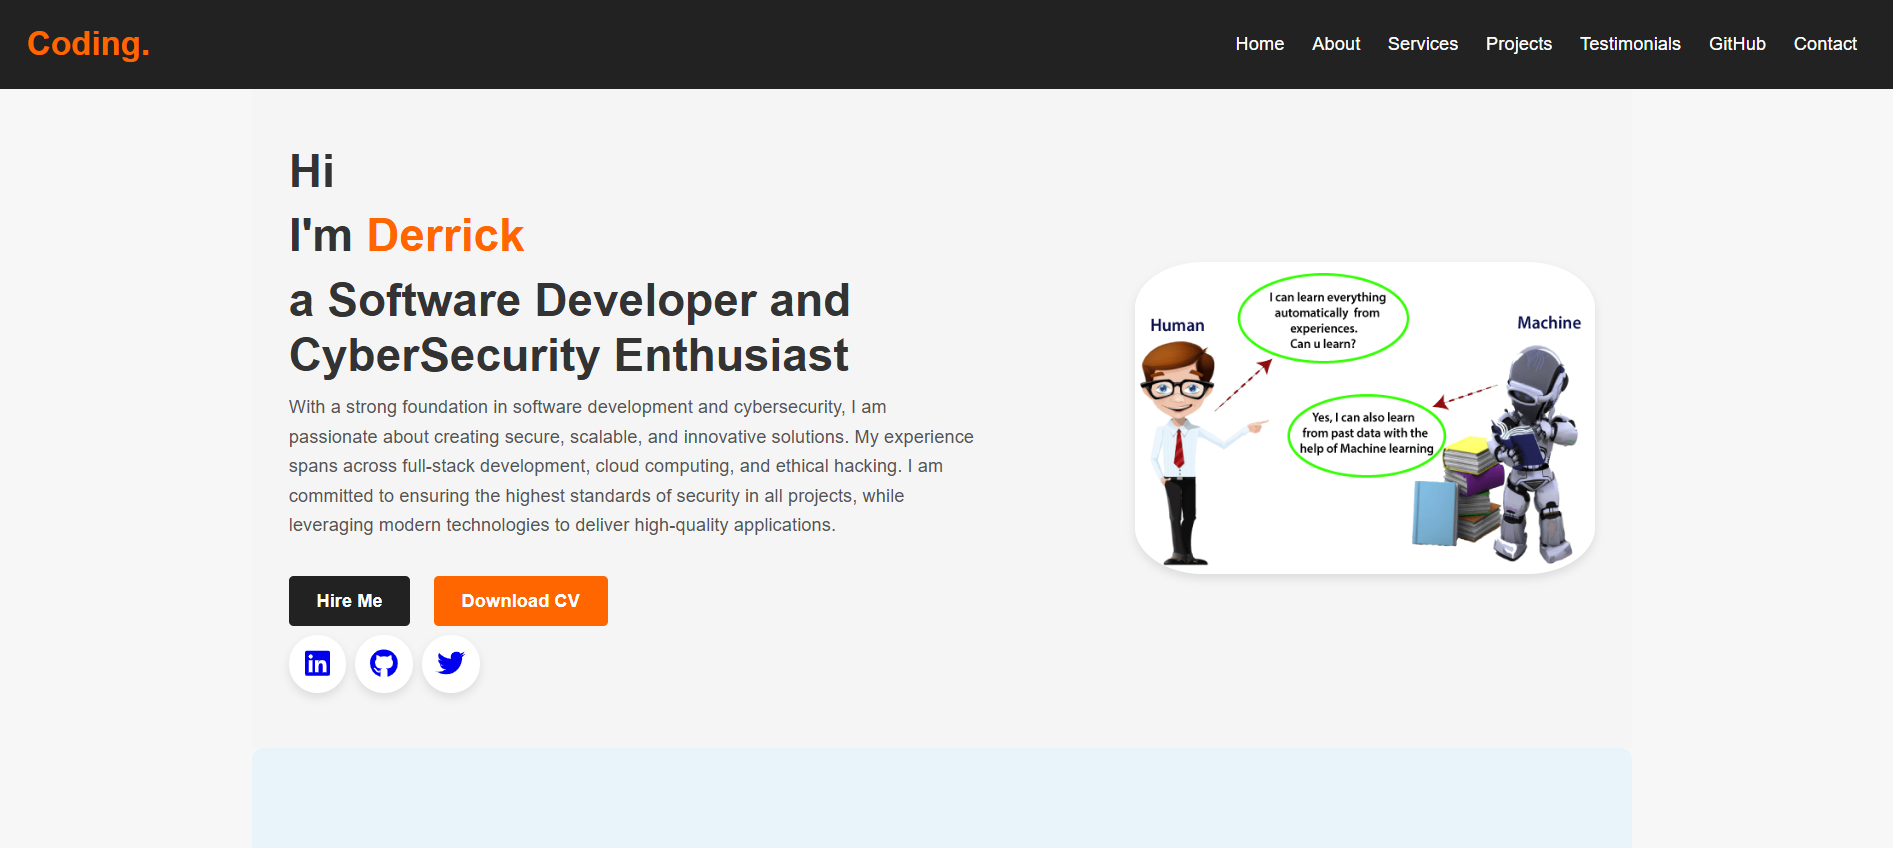 Coding.
Home About Services Projects Testimonials GitHub Contact
Hi
I'm Derrick
a Software Developer and
CyberSecurity Enthusiast
With a strong foundation in software development and cybersecurity, I am
passionate about creating secure, scalable, and innovative solutions. My experience
spans across full-stack development, cloud computing, and ethical hacking. I am
committed to ensuring the highest standards of security in all projects, while
leveraging modern technologies to deliver high-quality applications.
Hire Me
Download CV
in
Human
I can learn everything
automatically from
experiences.
Can u learn?
Machine
Yes, I can also learn
from past data with the
help of Machine learning